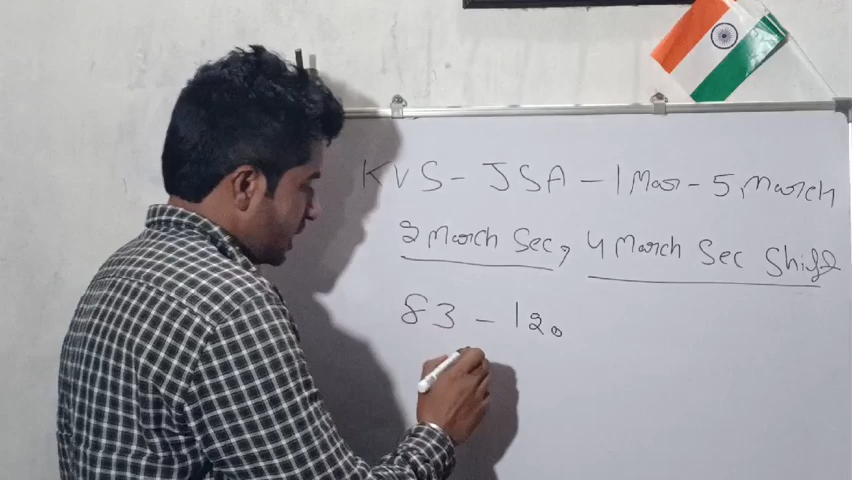 KVS - JSA - 1 Mar - 5 March
2 March Sec, 4 March Sec Shift
83 - 120